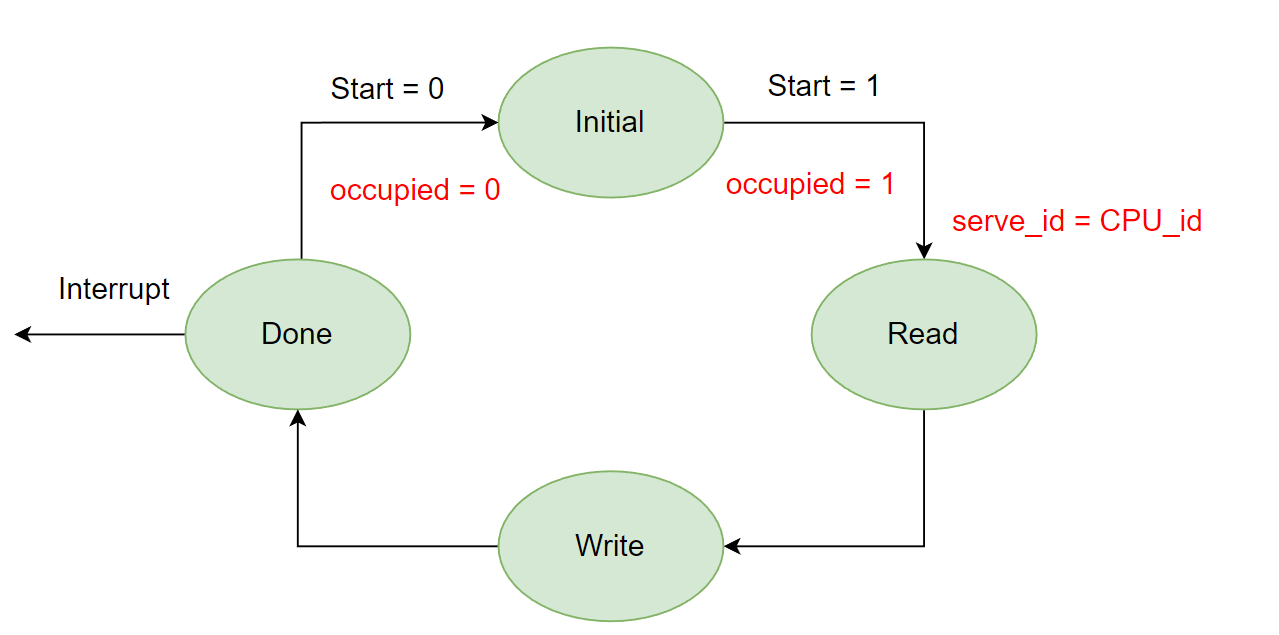 Start = 0
Initial
Start = 1
occupied = 0
occupied = 1
serve_id = CPU_id
Interrupt
Done
Read
Write